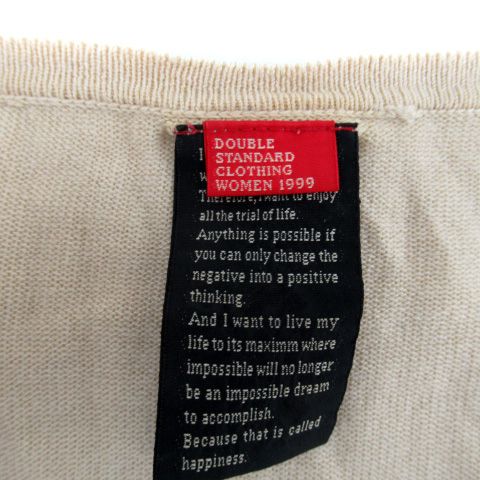 DOUBLE
STANDARD
CLOTHING
WOMEN 1999
I
w
Therefore, I want to enjoy
all the trial of life.
Anything is possible if
you can only change the
negative into a positive
thinking.
And I want to live my
life to its maximm where
impossible will no longer
be an impossible dream
to accomplish.
Because that is called
happiness.